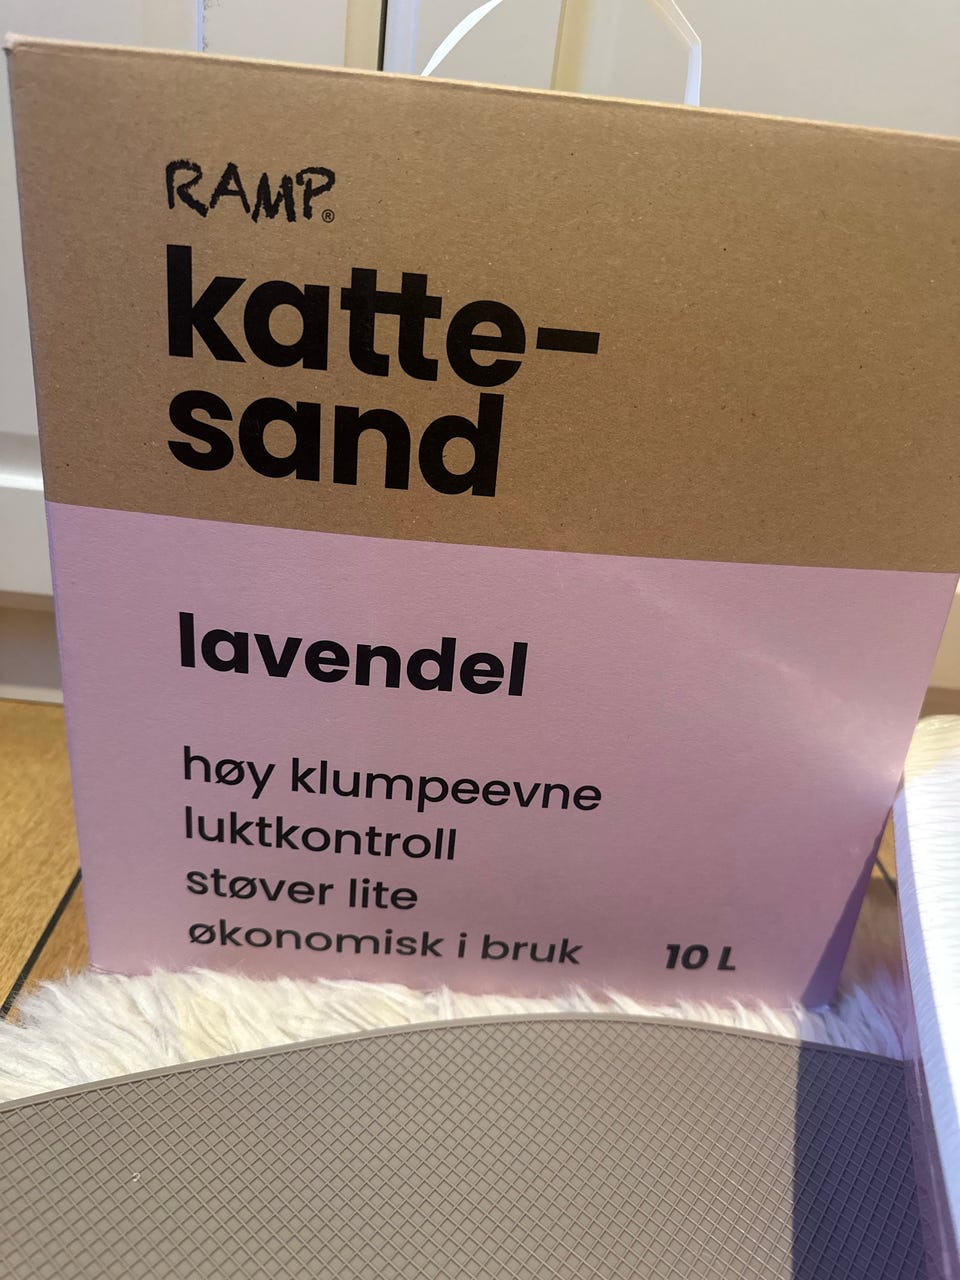 RAMP®
katte-
sand
lavendel
høy klumpeevne
luktkontroll
støver lite
økonomisk i bruk
10 L